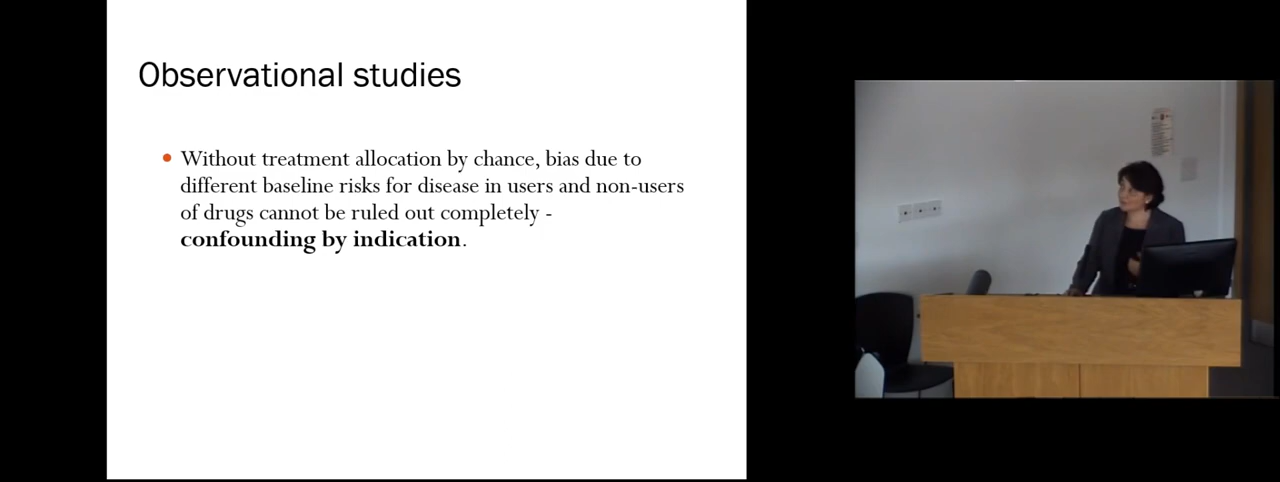 Observational studies
Without treatment allocation by chance, bias due to
different baseline risks for disease in users and non-users
of drugs cannot be ruled out completely -
confounding by indication.